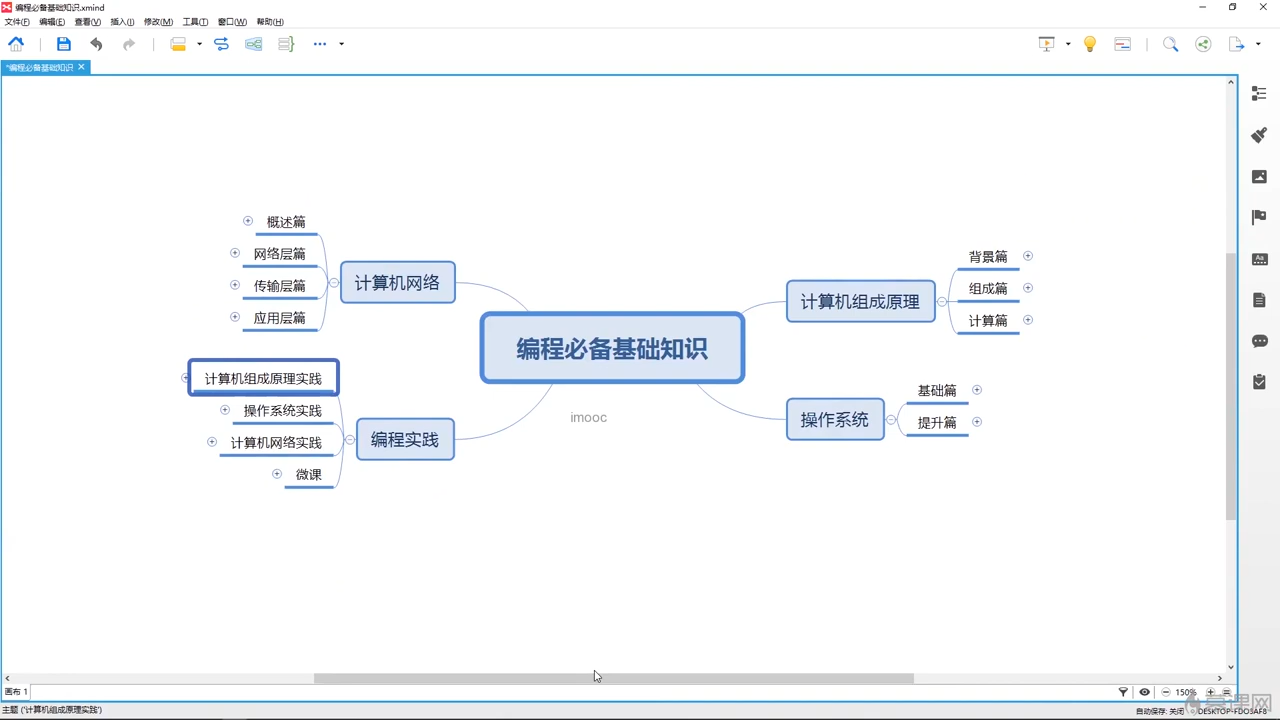 编程必备基础知识.xmind
文件(F) 编辑(E) 查看(V) 插入(I) 修改(M) 工具(T) 窗口(W) 帮助(H)
*编程必备基础知识
概述篇
网络层篇
传输层篇
应用层篇
计算机网络
计算机组成原理实践
操作系统实践
计算机网络实践
微课
编程实践
编程必备基础知识
imooc
计算机组成原理
背景篇
组成篇
计算篇
操作系统
基础篇
提升篇
画布 1
150%
主题 ('计算机组成原理实践')
自动保存: 关闭
DESKTOP-FDO3AF8
慕课网